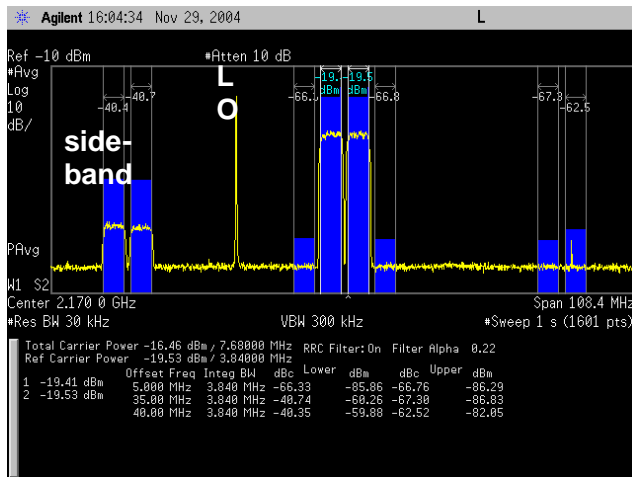 Agilent 16:04:34 Nov 29, 2004 L
Ref -10 dBm #Atten 10 dB
#Avg
Log
10
dB/
L
O
side-
band
-40.7
-66.8
-67.3
-62.5
-19.5
dBm dBm
PAvg
W1 S2
Center 2.170 0 GHz Span 108.4 MHz
#Res BW 30 kHz VBW 300 kHz #Sweep 1 s (1601 pts)
Total Carrier Power -16.46 dBm/ 7.68000 MHz RRC Filter: On Filter Alpha 0.22
Ref Carrier Power -19.53 dBm/ 3.84000 MHz
Offset Freq Integ BW dBc Lower dBm dBc Upper dBm
1 -19.41 dBm 5.000 MHz 3.840 MHz -66.33 -85.86 -66.76 -86.29
2 -19.53 dBm 35.00 MHz 3.840 MHz -40.74 -60.26 -67.30 -86.83
40.00 MHz 3.840 MHz -40.35 -59.88 -62.52 -82.05